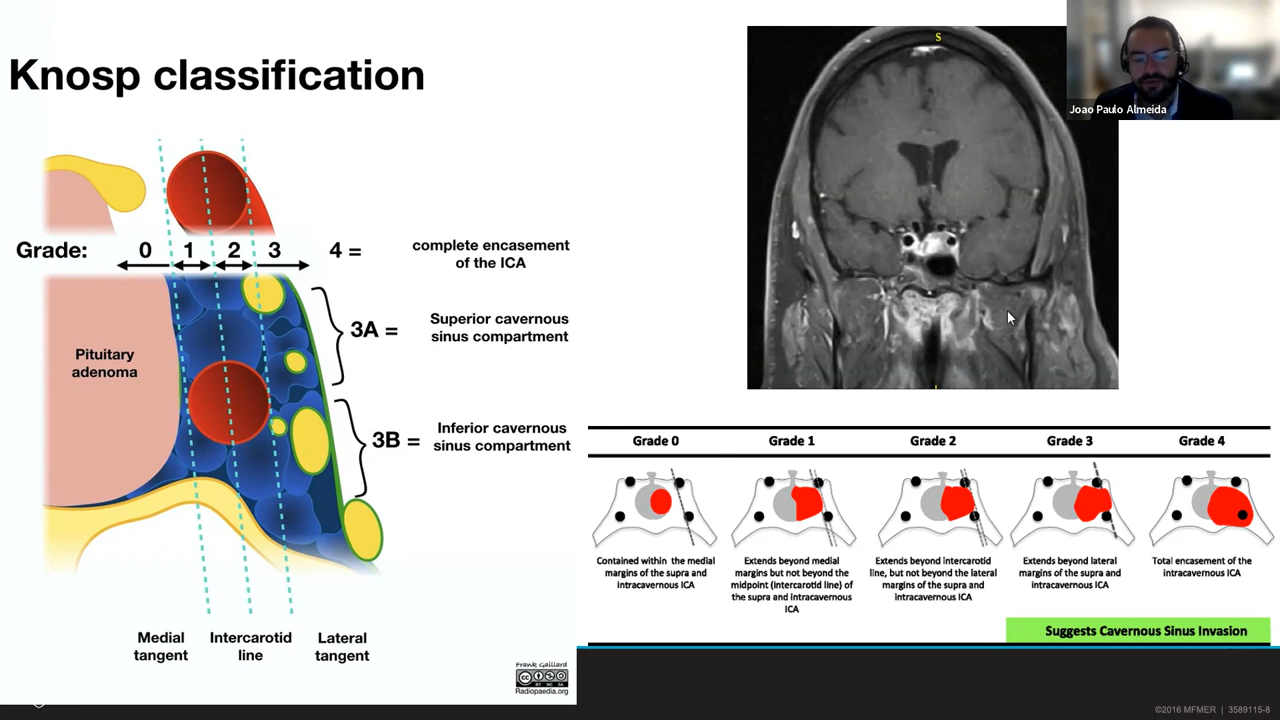 Knosp classification
Grade:
0
1
2
3
4 =
complete encasement
of the ICA
3A =
Superior cavernous
sinus compartment
Pituitary
adenoma
3B =
Inferior cavernous
sinus compartment
Medial
tangent
Intercarotid
line
Lateral
tangent
Frank Gaillard
cc
BY NC SA
Radiopaedia.org
S
Joao Paulo Almeida
Grade 0
Grade 1
Grade 2
Grade 3
Grade 4
Contained within the medial
margins of the supra and
intracavernous ICA
Extends beyond medial
margins but not beyond the
midpoint (intercarotid line) of
the supra and intracavernous
ICA
Extends beyond intercarotid
line, but not beyond the lateral
margins of the supra and
intracavernous ICA
Extends beyond lateral
margins of the supra and
intracavernous ICA
Total encasement of the
intracavernous ICA
Suggests Cavernous Sinus Invasion
©2016 MFMER | 3589115-8